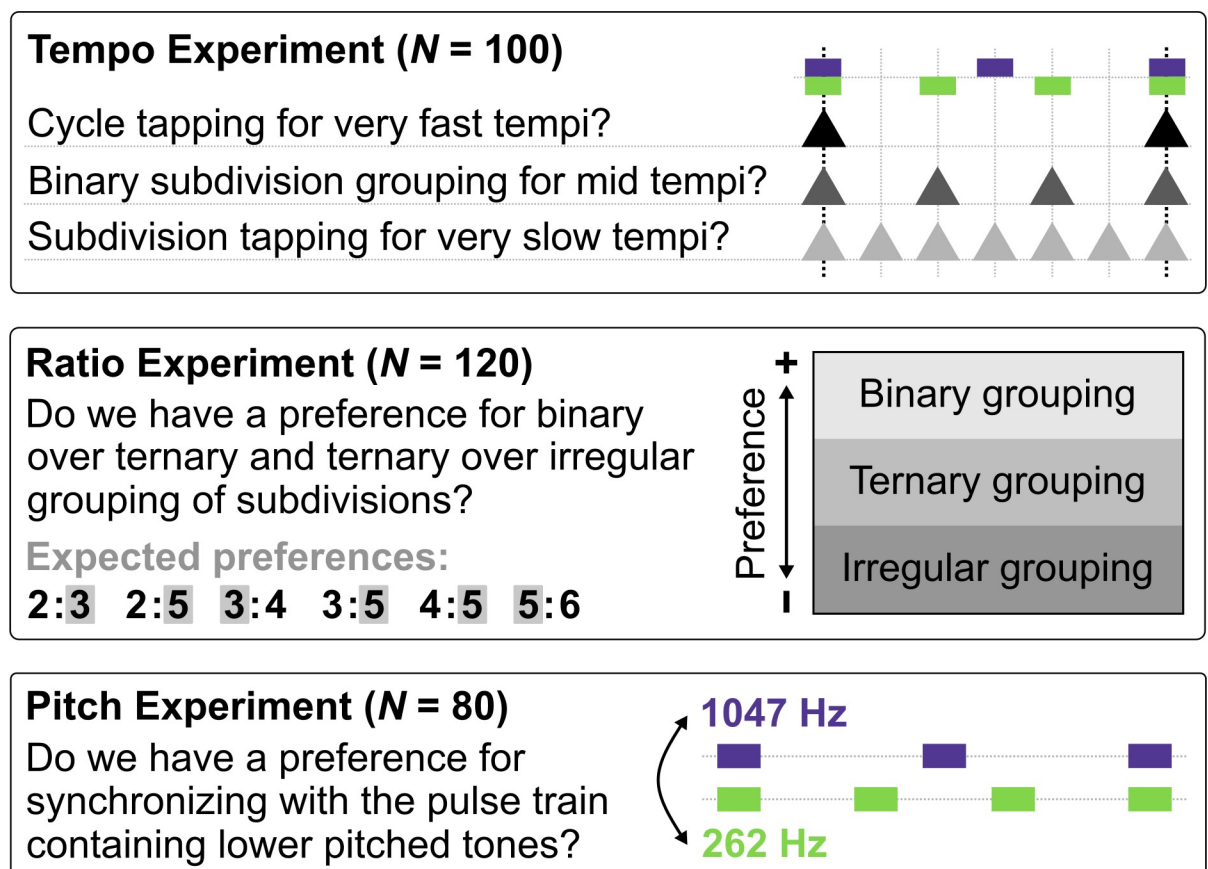 Tempo Experiment (N = 100)
Cycle tapping for very fast tempi?
Binary subdivision grouping for mid tempi?
Subdivision tapping for very slow tempi?
Ratio Experiment (N = 120)
Do we have a preference for binary
over ternary and ternary over irregular
grouping of subdivisions?
Expected preferences:
2:3 2:5 3:4 3:5 4:5 5:6
+
Preference
-
Binary grouping
Ternary grouping
Irregular grouping
Pitch Experiment (N = 80)
Do we have a preference for
synchronizing with the pulse train
containing lower pitched tones?
1047 Hz
262 Hz